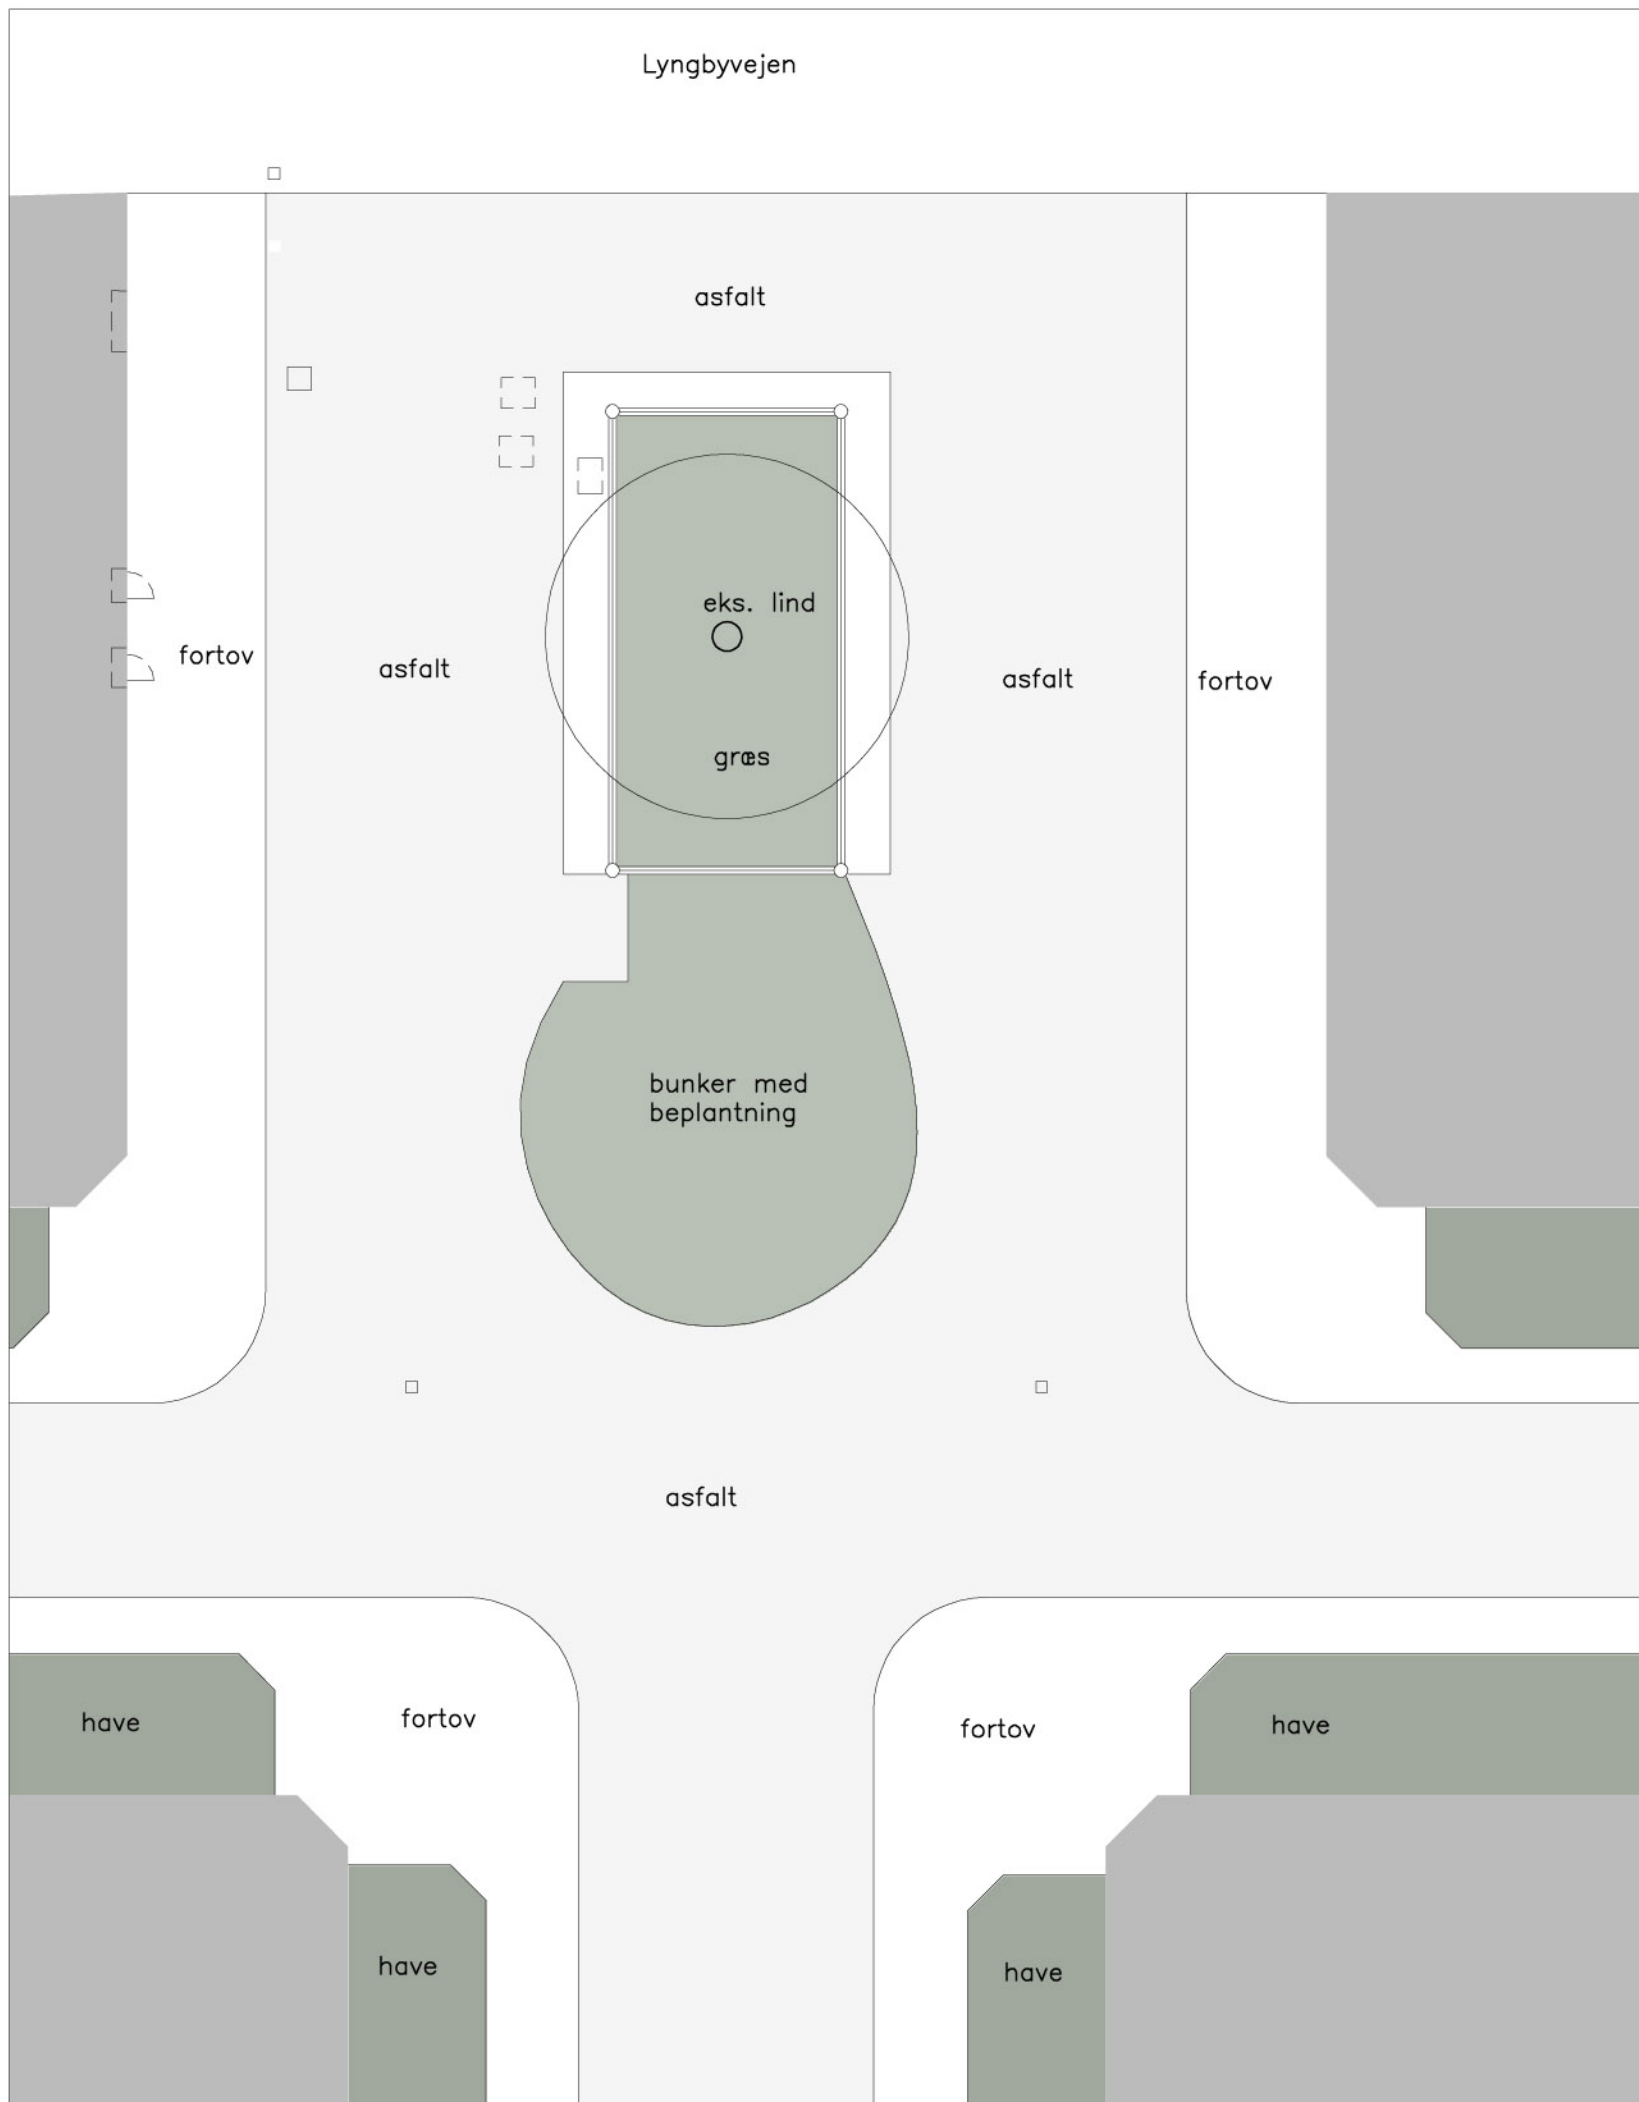 Lyngbyvejen
asfalt
eks. lind
fortov
asfalt
asfalt
fortov
græs
bunker med
beplantning
asfalt
have
fortov
fortov
have
have
have